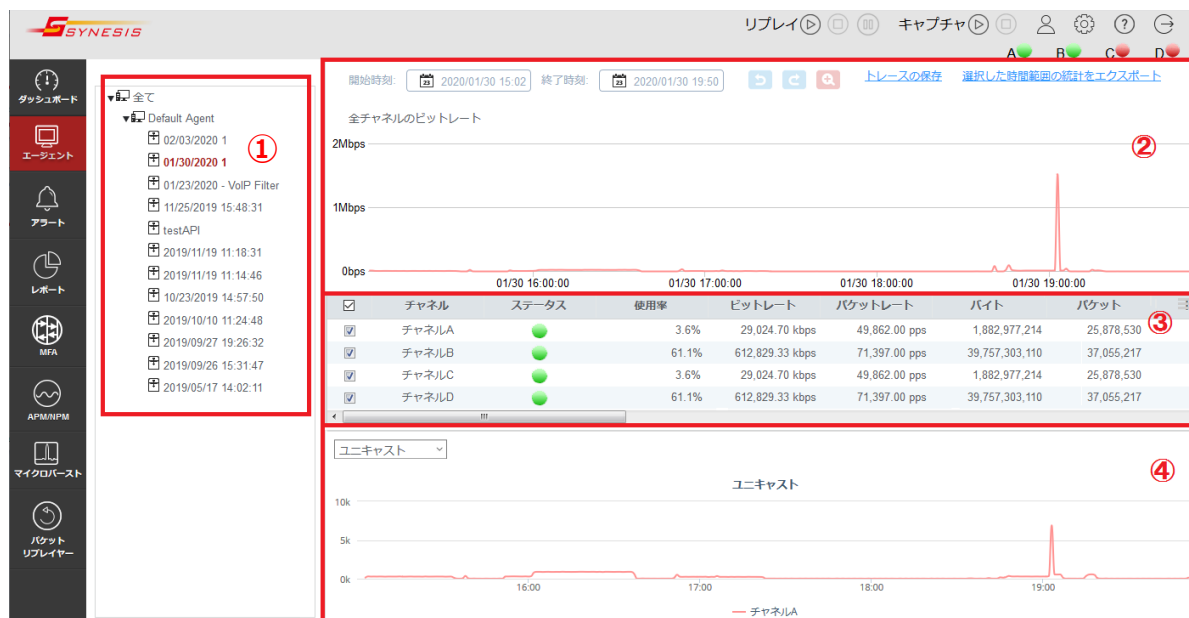 SYNESIS
リプレイ
キャプチャ
A B C D
ダッシュボード
エージェント
アラート
レポート
MFA
APM/NPM
マイクロバースト
パケット
リプレイヤー
全て
Default Agent
02/03/2020 1
01/30/2020 1
01/23/2020 - VoIP Filter
11/25/2019 15:48:31
testAPI
2019/11/19 11:18:31
2019/11/19 11:14:46
10/23/2019 14:57:50
2019/10/10 11:24:48
2019/09/27 19:26:32
2019/09/26 15:31:47
2019/05/17 14:02:11
①
開始時刻: 23 2020/01/30 15:02 終了時刻: 23 2020/01/30 19:50 トレースの保存 選択した時間範囲の統計をエクスポート
全チャネルのビットレート
②
2Mbps
1Mbps
0bps
01/30 16:00:00 01/30 17:00:00 01/30 18:00:00 01/30 19:00:00
チャネル ステータス 使用率 ビットレート パケットレート バイト パケット
③
チャネルA 3.6% 29,024.70 kbps 49,862.00 pps 1,882,977,214 25,878,530
チャネルB 61.1% 612,829.33 kbps 71,397.00 pps 39,757,303,110 37,055,217
チャネルC 3.6% 29,024.70 kbps 49,862.00 pps 1,882,977,214 25,878,530
チャネルD 61.1% 612,829.33 kbps 71,397.00 pps 39,757,303,110 37,055,217
ユニキャスト
④
ユニキャスト
10k
5k
0k
16:00 17:00 18:00 19:00
チャネルA